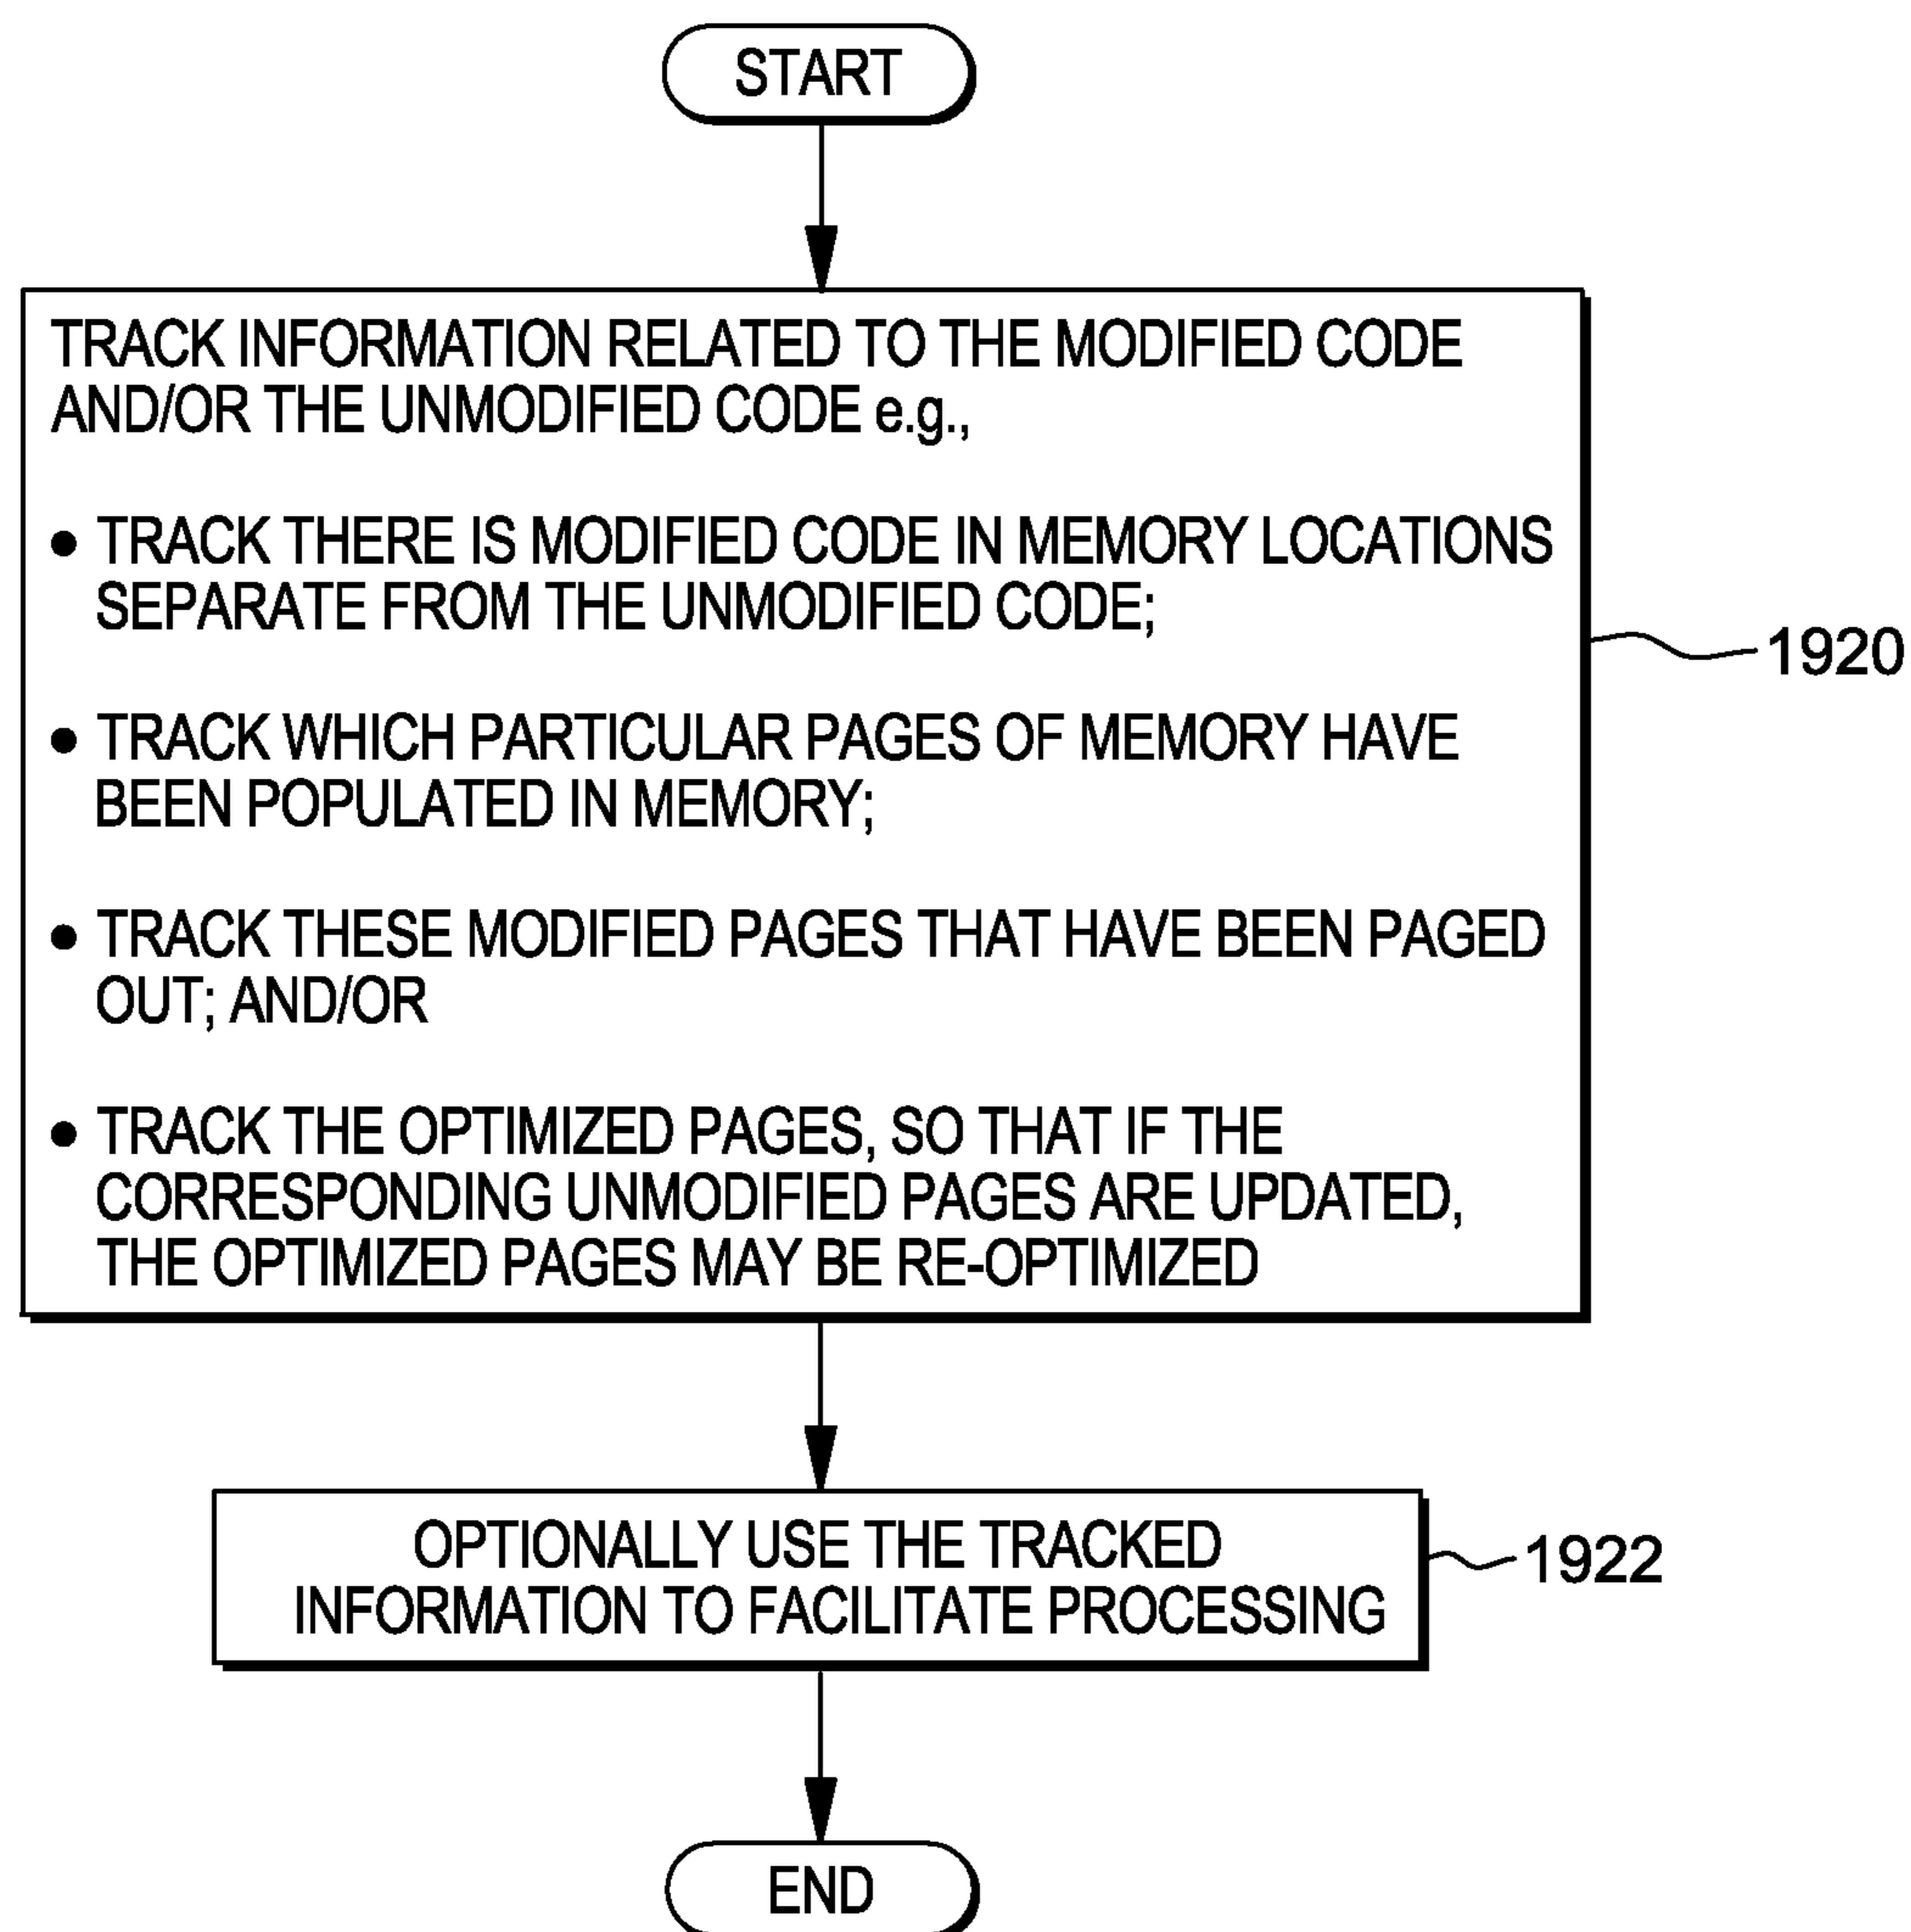 START
TRACK INFORMATION RELATED TO THE MODIFIED CODE
AND/OR THE UNMODIFIED CODE e.g.,
● TRACK THERE IS MODIFIED CODE IN MEMORY LOCATIONS
SEPARATE FROM THE UNMODIFIED CODE;
1920
● TRACK WHICH PARTICULAR PAGES OF MEMORY HAVE
BEEN POPULATED IN MEMORY;
● TRACK THESE MODIFIED PAGES THAT HAVE BEEN PAGED
OUT; AND/OR
● TRACK THE OPTIMIZED PAGES, SO THAT IF THE
CORRESPONDING UNMODIFIED PAGES ARE UPDATED,
THE OPTIMIZED PAGES MAY BE RE-OPTIMIZED
OPTIONALLY USE THE TRACKED
INFORMATION TO FACILITATE PROCESSING
1922
END